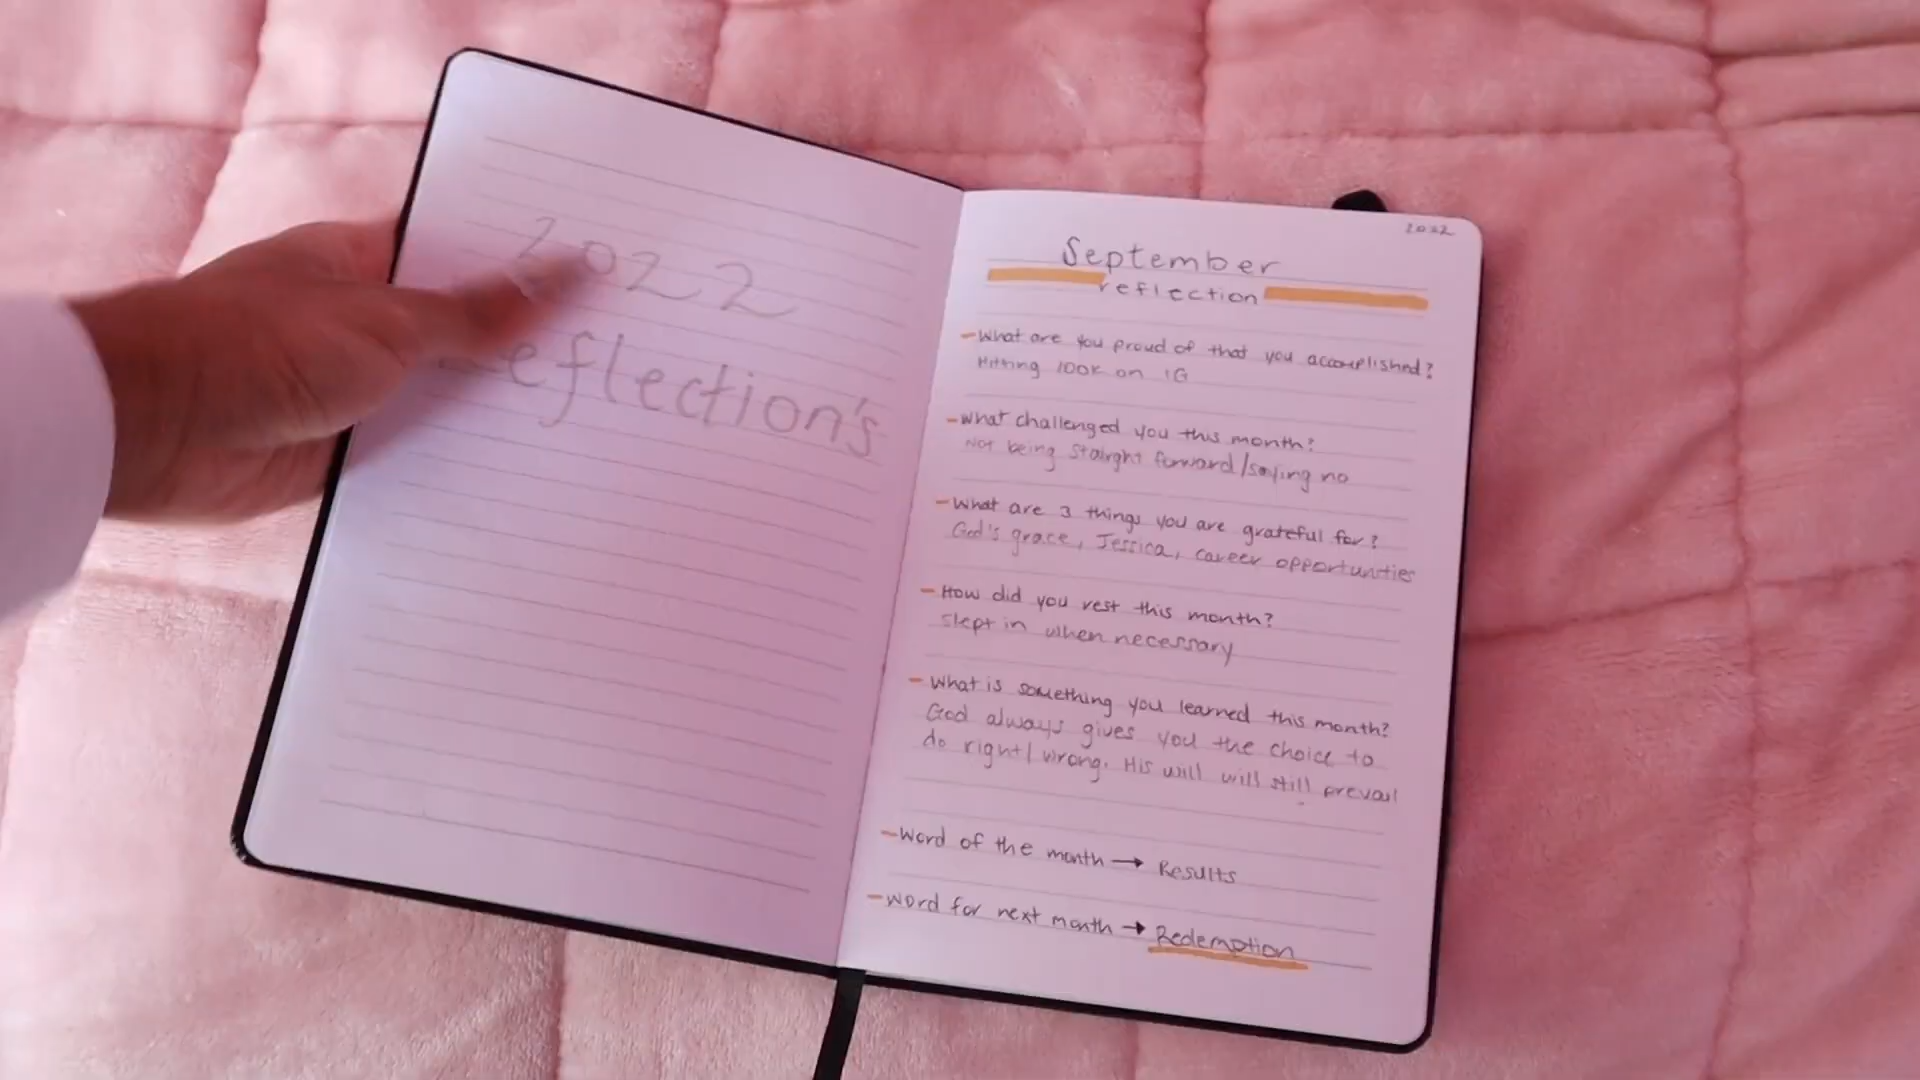 2022
Reflection's
2022
September
reflection
- What are you proud of that you accomplished?
Hitting 100K on IG
- What challenged you this month?
Not being stairght forward/saying no
- What are 3 things you are grateful for?
God's grace, Jessica, career opportunities
- How did you rest this month?
Slept in when necessary
- What is something you learned this month?
God always gives you the choice to
do right/wrong. His will will still prevail
- Word of the month → Results
- Word for next month → Redemption